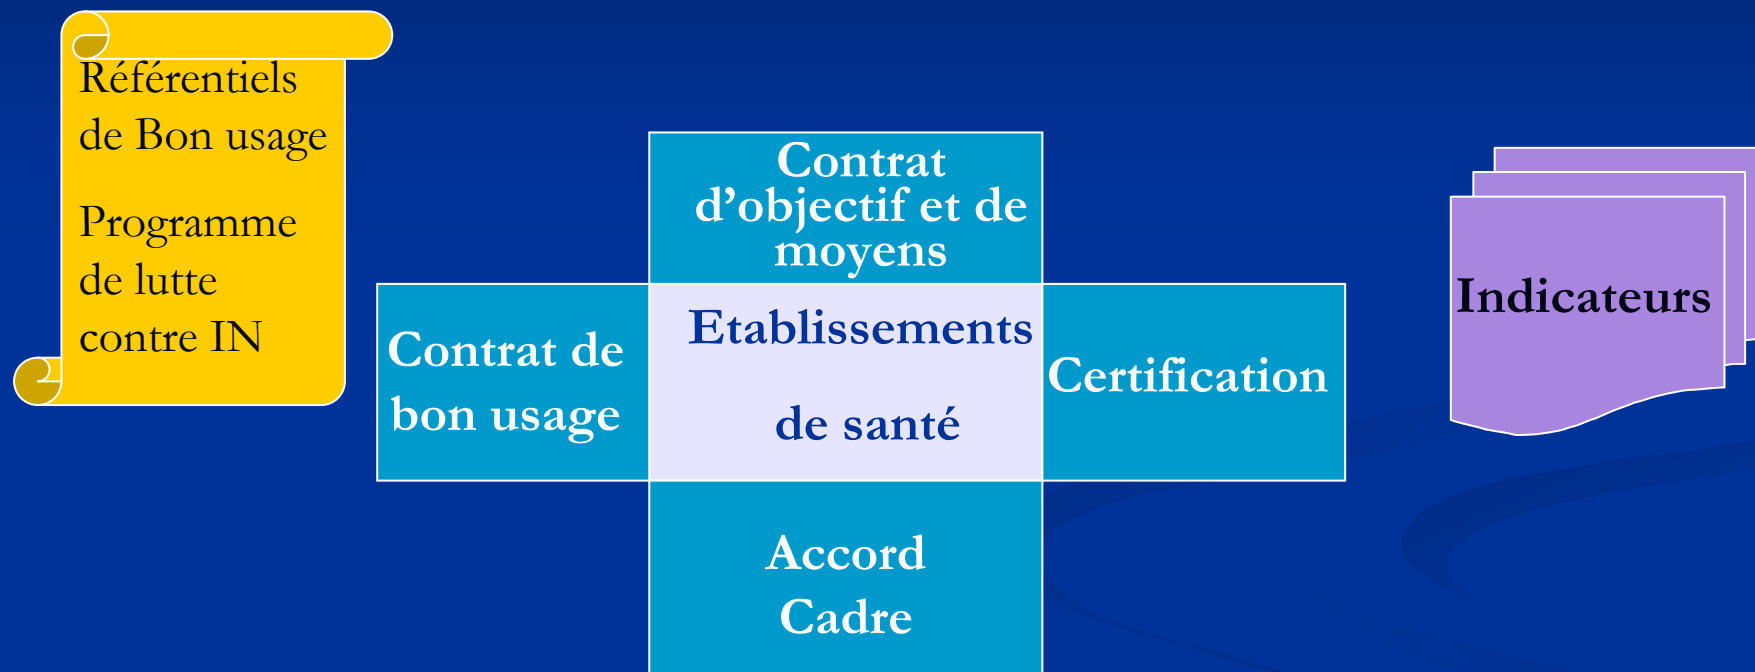 Référentiels
de Bon usage
Programme
de lutte
contre IN
Contrat
d’objectif et de
moyens
Contrat de
bon usage
Etablissements
de santé
Certification
Accord
Cadre
Indicateurs